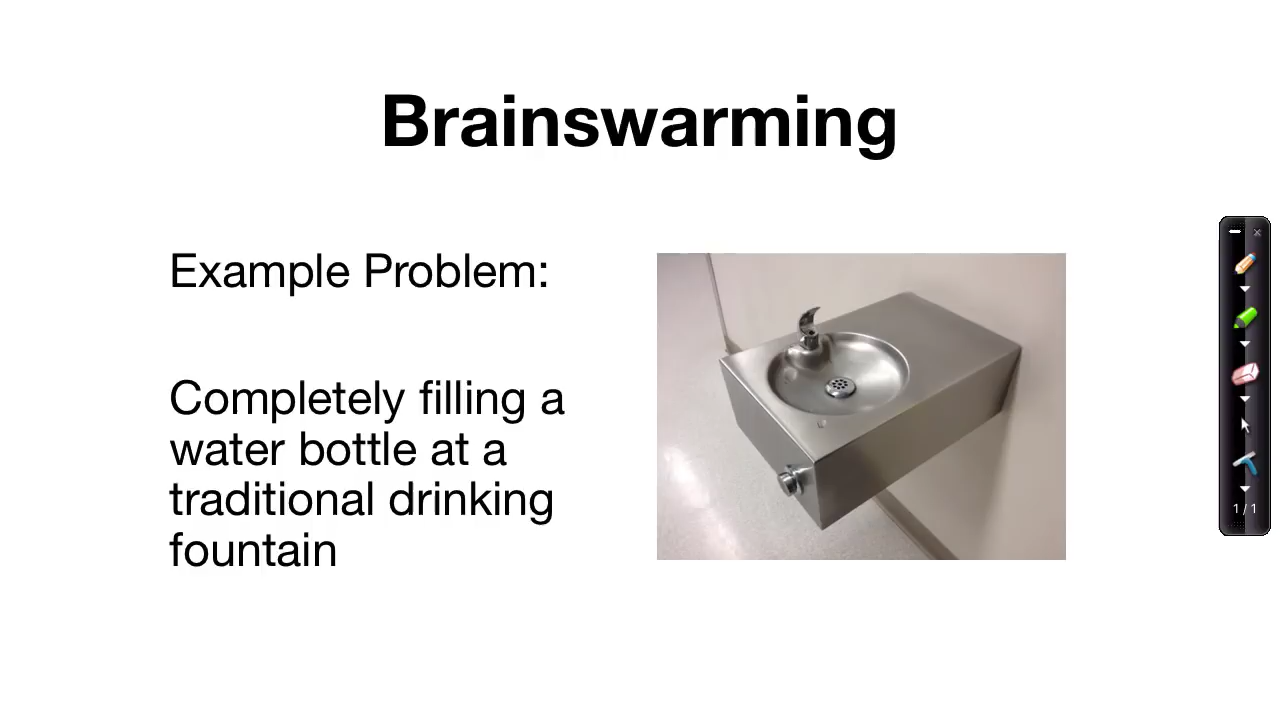 Brainswarming
Example Problem:
Completely filling a
water bottle at a
traditional drinking
fountain
1 / 1